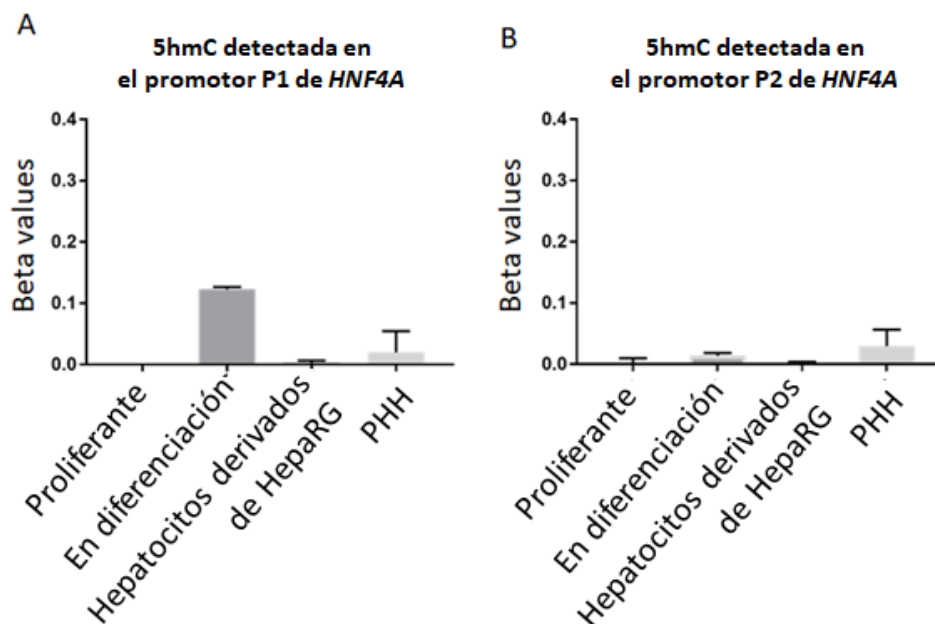 A
5hmC detectada en
el promotor P1 de HNF4A
Beta values
0.4
0.3
0.2
0.1
0.0
Proliferante
En diferenciación
Hepatocitos derivados
de HepaRG
PHH
B
5hmC detectada en
el promotor P2 de HNF4A
Beta values
0.4
0.3
0.2
0.1
0.0
Proliferante
En diferenciación
Hepatocitos derivados
de HepaRG
PHH